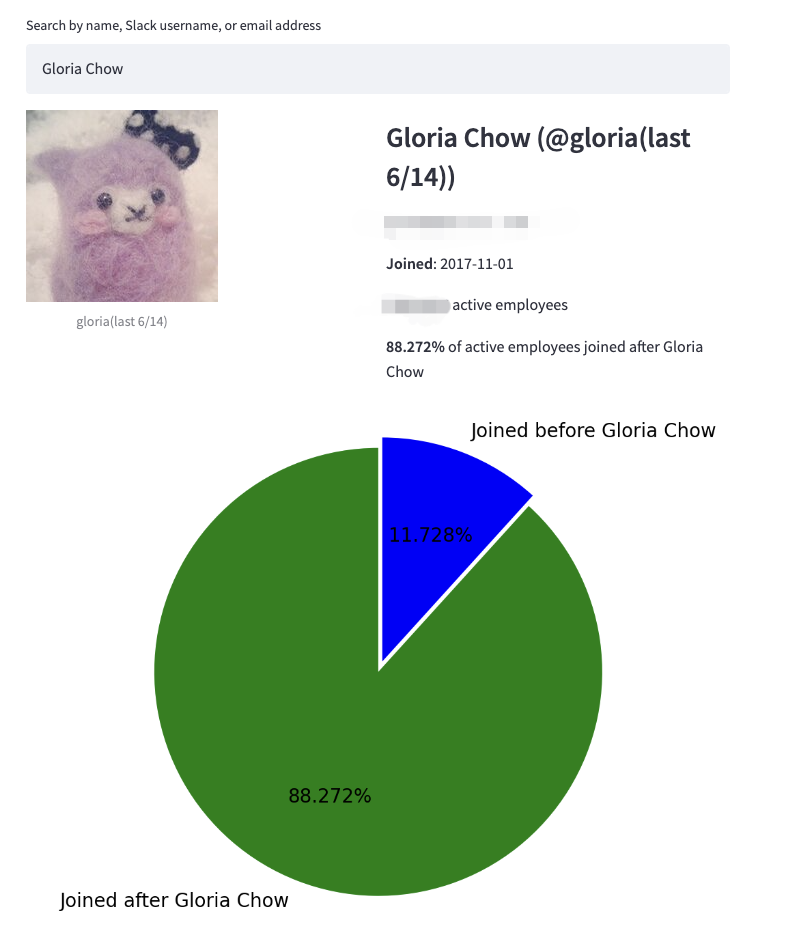 Search by name, Slack username, or email address
Gloria Chow
gloria(last 6/14)
Gloria Chow (@gloria(last
6/14))
Joined: 2017-11-01
active employees
88.272% of active employees joined after Gloria
Chow
Joined before Gloria Chow
11.728%
88.272%
Joined after Gloria Chow